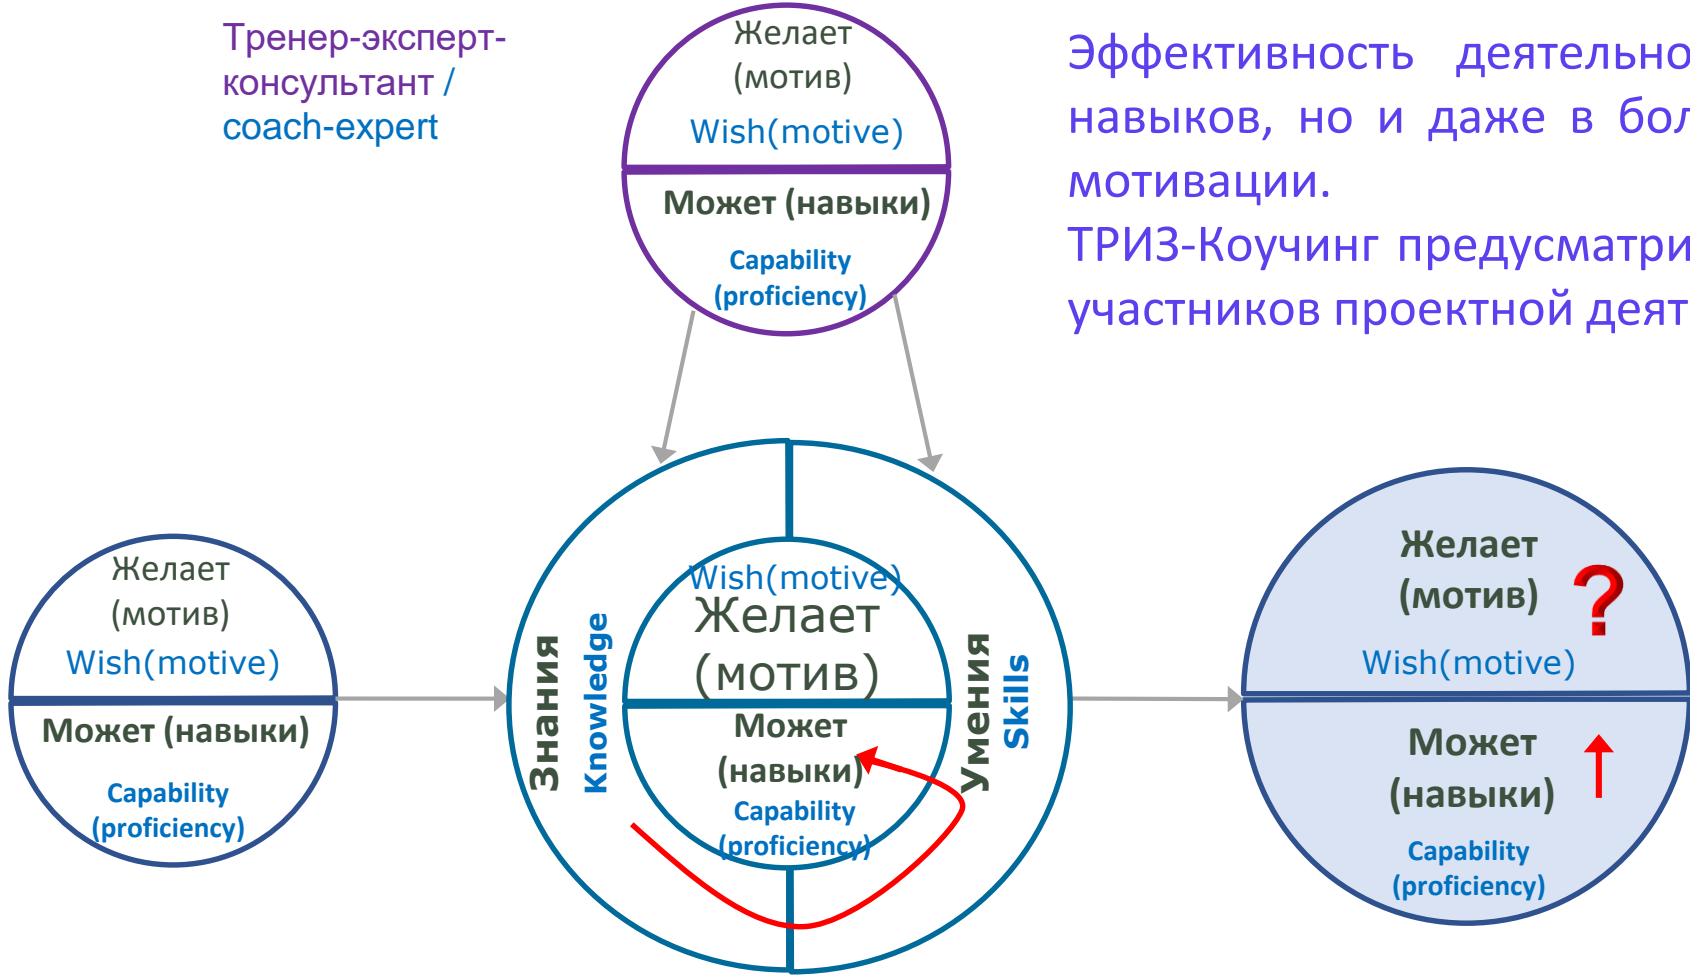 Тренер-эксперт-
консультант /
coach-expert
Желает
(мотив)
Wish(motive)
Может (навыки)
Capability
(proficiency)
Эффективность деятельно
навыков, но и даже в бол
мотивации.
ТРИЗ-Коучинг предусматри
участников проектной деят
Желает
(мотив)
Wish(motive)
Может (навыки)
Capability
(proficiency)
Знания
Knowledge
Wish(motive)
Желает
(мотив)
Может
(навыки)
Capability
(proficiency)
Умения
Skills
Желает
(мотив)
?
Wish(motive)
Может
(навыки)
Capability
(proficiency)